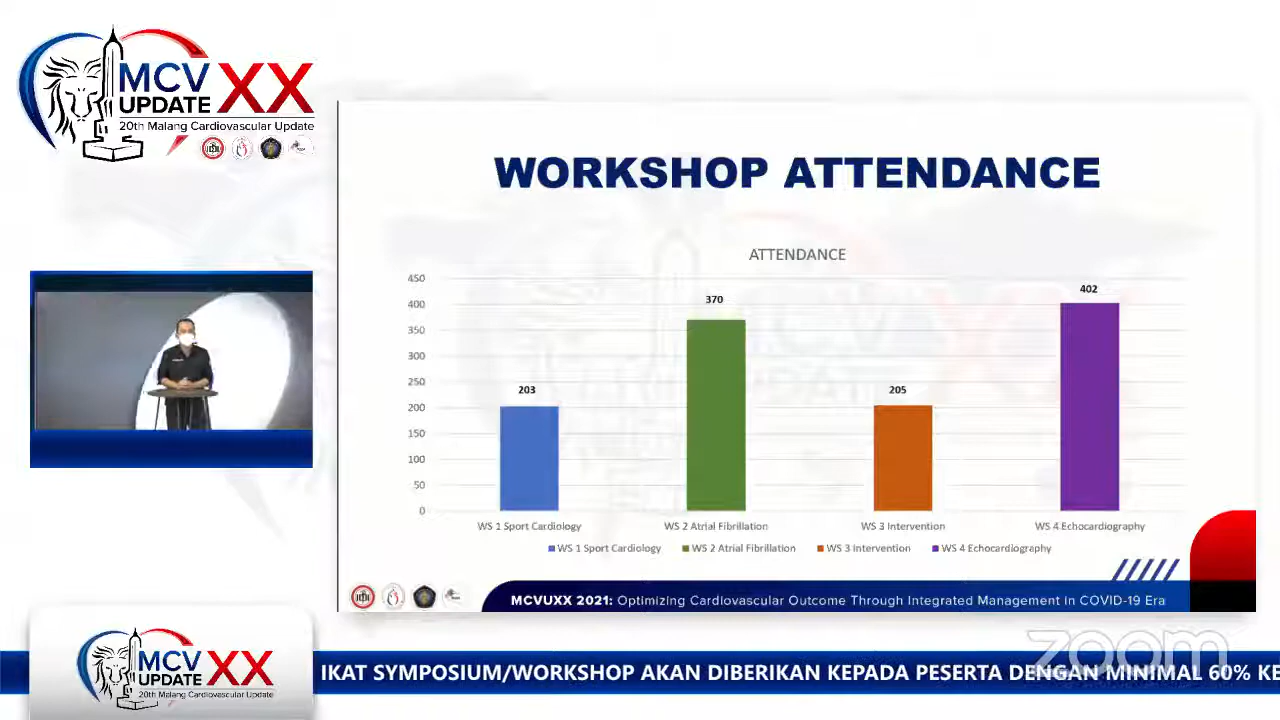 MCV
UPDATE
XX
20th Malang Cardiovascular Update
WORKSHOP ATTENDANCE
ATTENDANCE
450
400
350
300
250
200
150
100
50
0
203
370
205
402
WS 1 Sport Cardiology
WS 2 Atrial Fibrillation
WS 3 Intervention
WS 4 Echocardiography
WS 1 Sport Cardiology
WS 2 Atrial Fibrillation
WS 3 Intervention
WS 4 Echocardiography
MCVUXX 2021: Optimizing Cardiovascular Outcome Through Integrated Management in COVID-19 Era
zoom
MCV
UPDATE
XX
20th Malang Cardiovascular Update
IKAT SYMPOSIUM/WORKSHOP AKAN DIBERIKAN KEPADA PESERTA DENGAN MINIMAL 60% KE